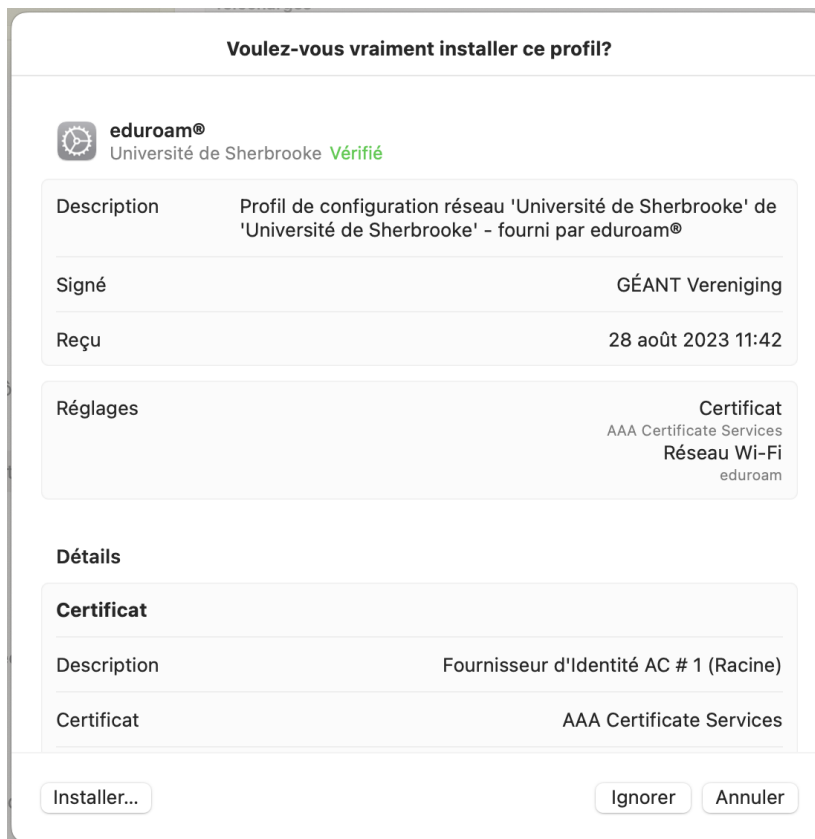 Voulez-vous vraiment installer ce profil?
eduroam®
Université de Sherbrooke Vérifié
Description Profil de configuration réseau 'Université de Sherbrooke' de
'Université de Sherbrooke' - fourni par eduroam®
Signé GÉANT Vereniging
Reçu 28 août 2023 11:42
Réglages Certificat
AAA Certificate Services
Réseau Wi-Fi
eduroam
Détails
Certificat
Description Fournisseur d'Identité AC # 1 (Racine)
Certificat AAA Certificate Services
Installer... Ignorer Annuler